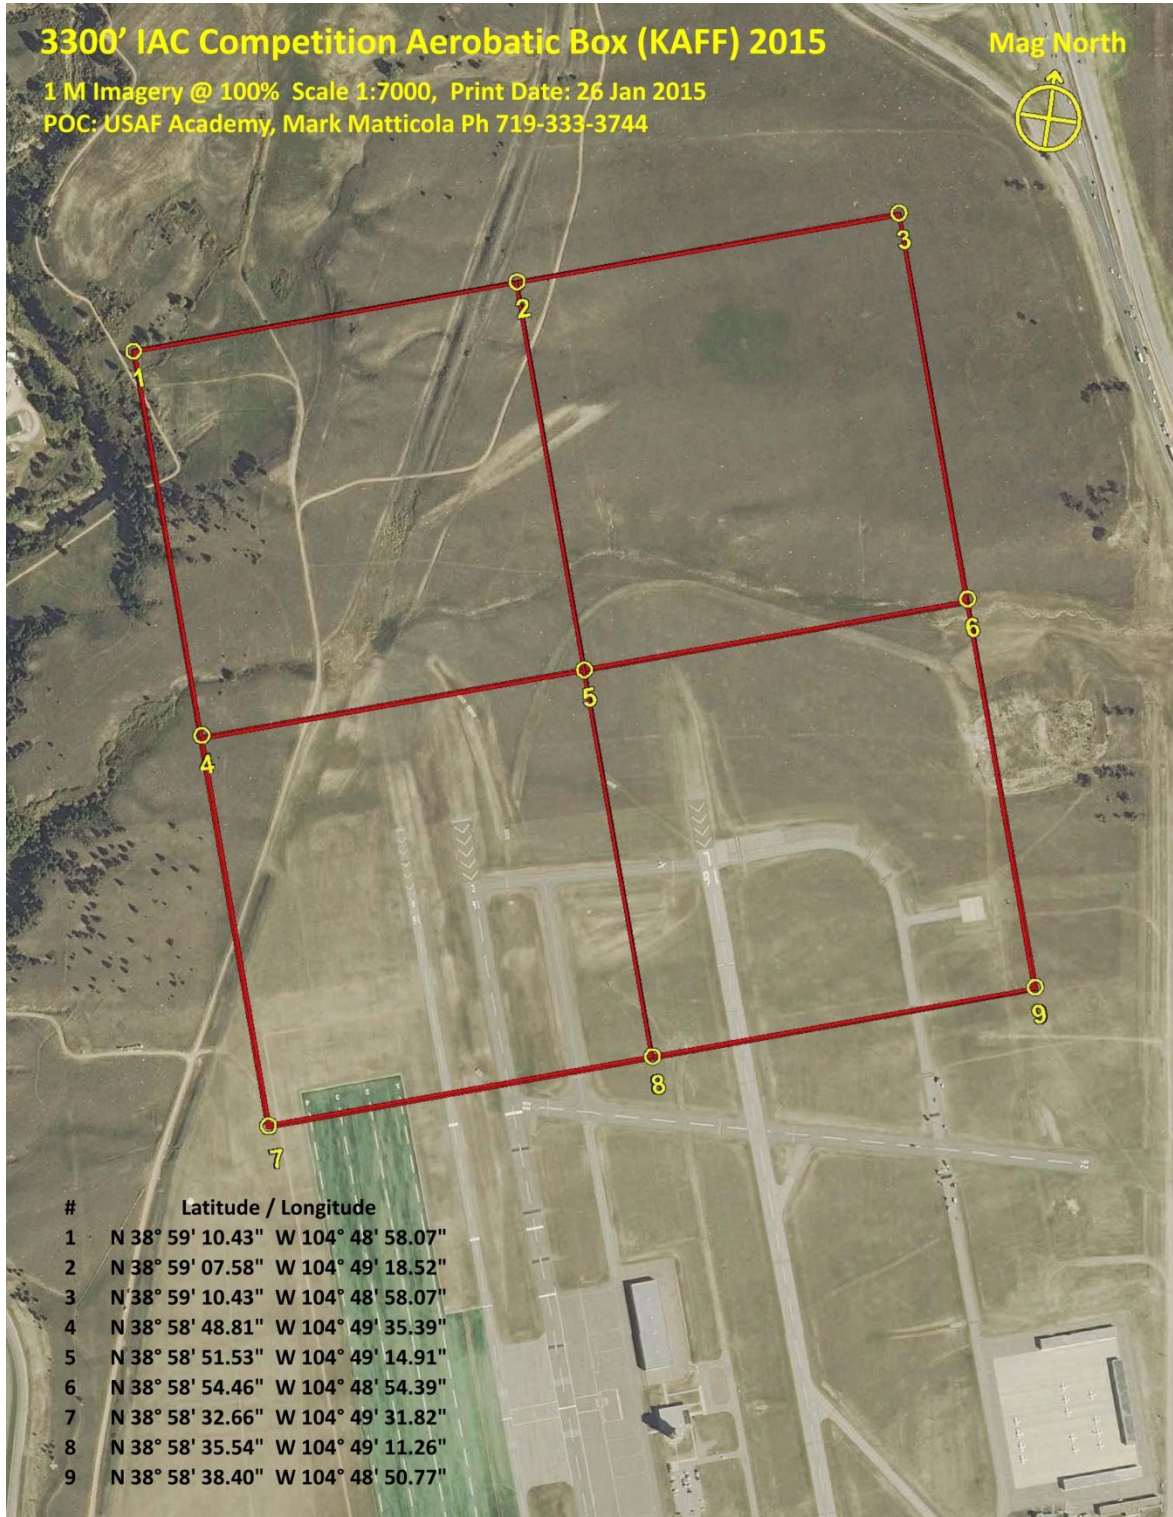 3300' IAC Competition Aerobatic Box (KAFF) 2015
Mag North
1 M Imagery @ 100% Scale 1:7000, Print Date: 26 Jan 2015
POC: USAF Academy, Mark Matticola Ph 719-333-3744
3
2
1
6
5
4
9
8
7
26
# Latitude / Longitude
1 N 38° 59' 10.43" W 104° 48' 58.07"
2 N 38° 59' 07.58" W 104° 49' 18.52"
3 N 38° 59' 10.43" W 104° 48' 58.07"
4 N 38° 58' 48.81" W 104° 49' 35.39"
5 N 38° 58' 51.53" W 104° 49' 14.91"
6 N 38° 58' 54.46" W 104° 48' 54.39"
7 N 38° 58' 32.66" W 104° 49' 31.82"
8 N 38° 58' 35.54" W 104° 49' 11.26"
9 N 38° 58' 38.40" W 104° 48' 50.77"